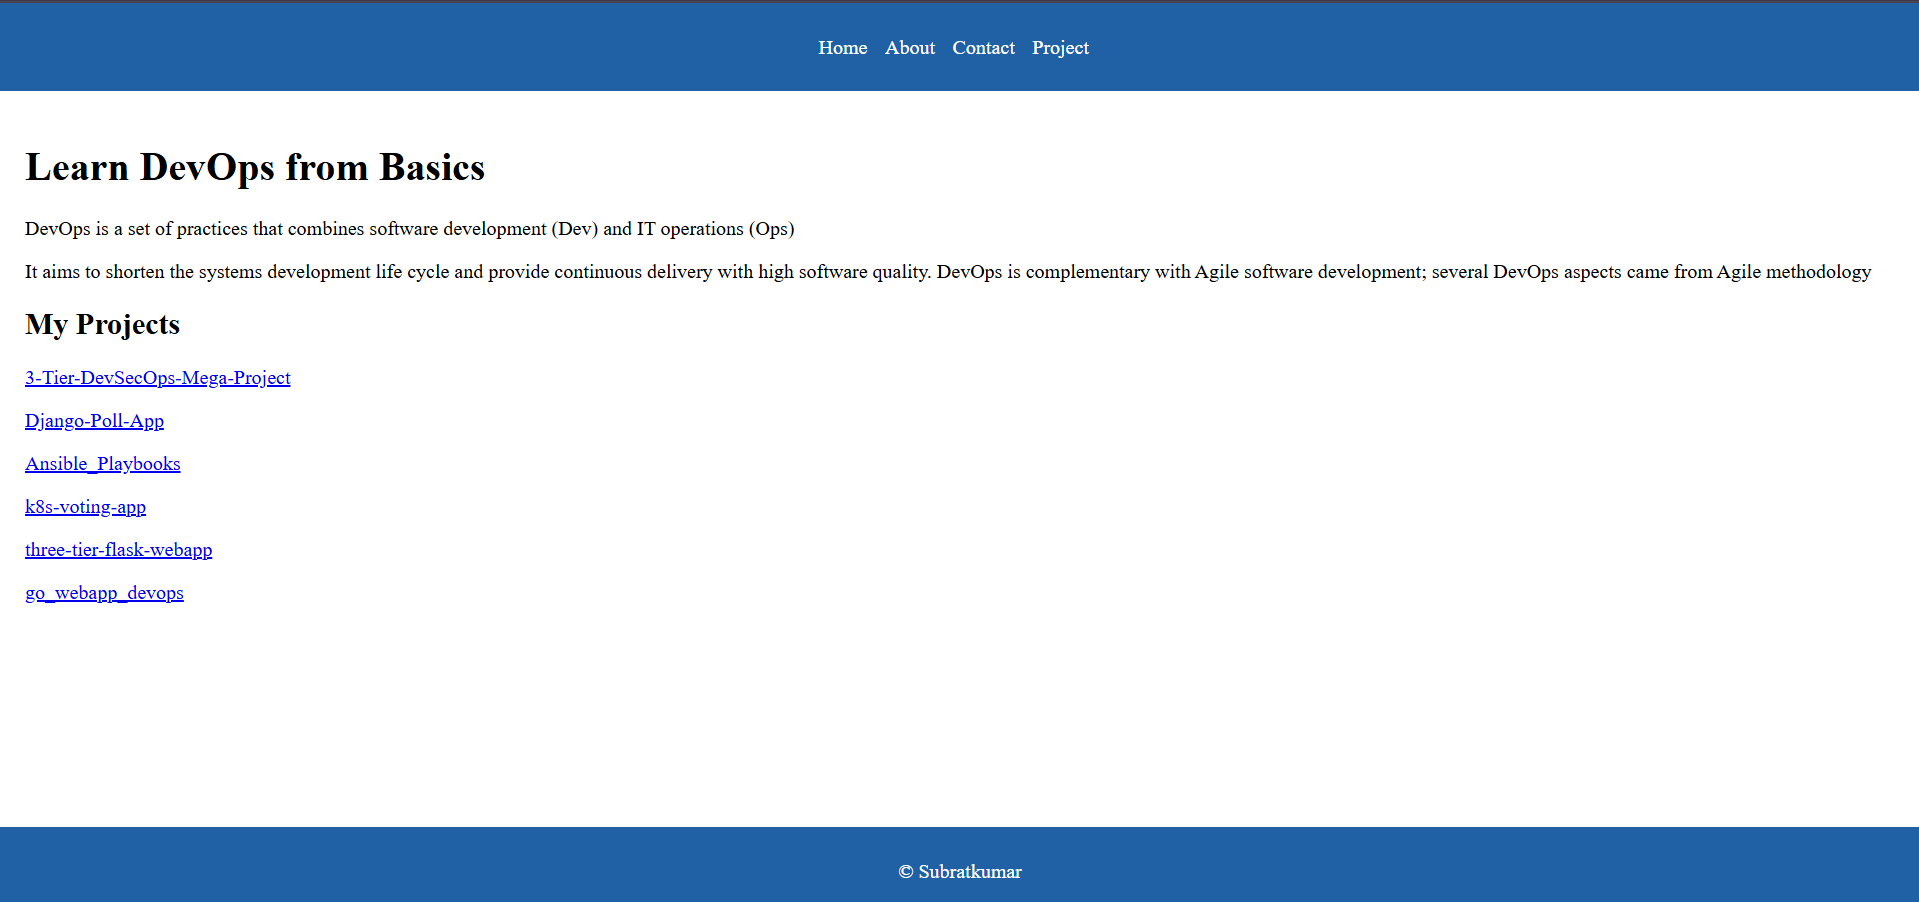 Home About Contact Project
Learn DevOps from Basics
DevOps is a set of practices that combines software development (Dev) and IT operations (Ops)
It aims to shorten the systems development life cycle and provide continuous delivery with high software quality. DevOps is complementary with Agile software development; several DevOps aspects came from Agile methodology
My Projects
3-Tier-DevSecOps-Mega-Project
Django-Poll-App
Ansible_Playbooks
k8s-voting-app
three-tier-flask-webapp
go_webapp_devops
© Subratkumar